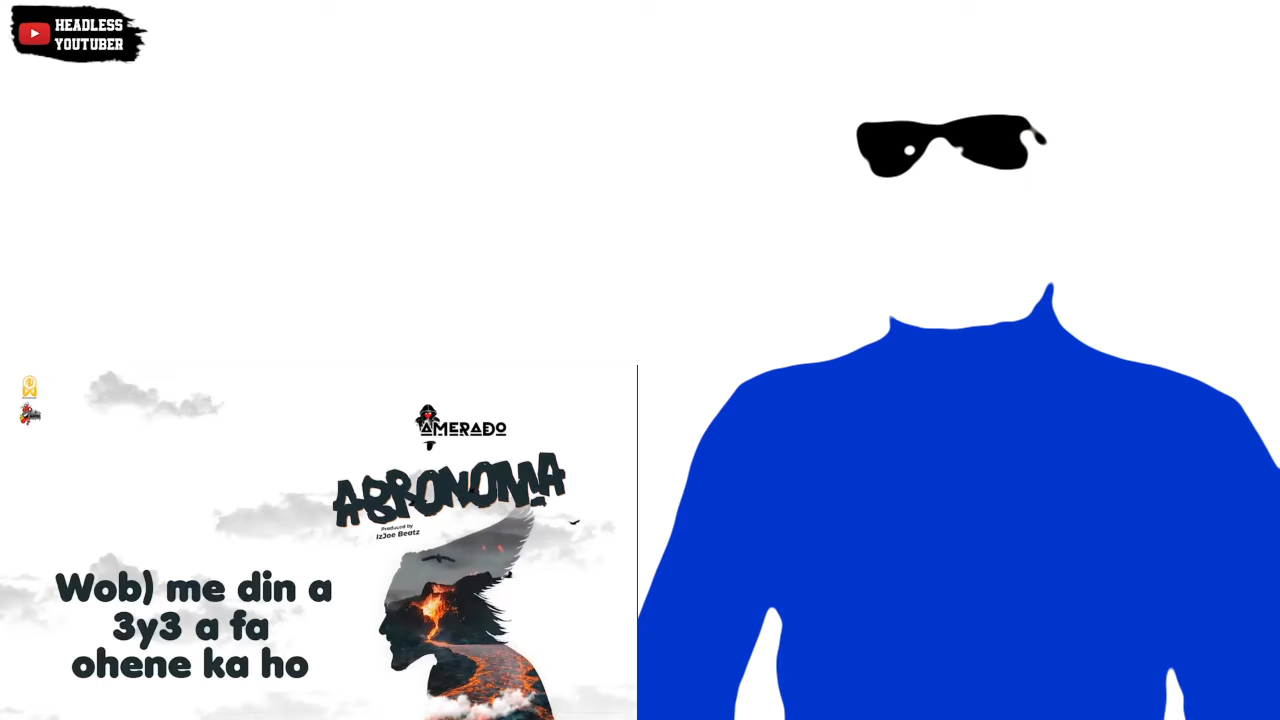 HEADLESS
YOUTUBER
AMERADO
ABRONOMA
Produced by
IzJoe Beatz
Wob) me din a
3y3 a fa
ohene ka ho